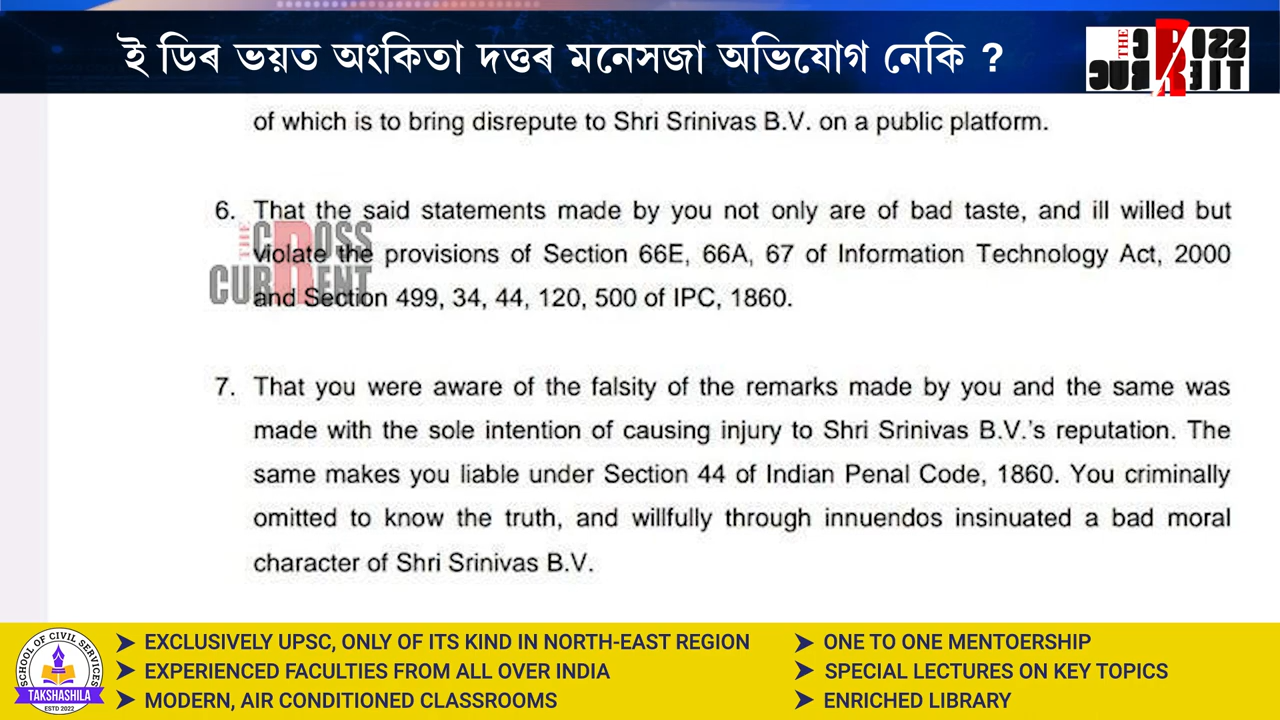 ই ডিৰ ভয়ত অংকিতা দত্তৰ মনেসজা অভিযোগ নেকি ?
THE CROSS
CURRENT
of which is to bring disrepute to Shri Srinivas B.V. on a public platform.
6. That the said statements made by you not only are of bad taste, and ill willed but
violate the provisions of Section 66E, 66A, 67 of Information Technology Act, 2000
and Section 499, 34, 44, 120, 500 of IPC, 1860.
THE CROSS
CURRENT
7. That you were aware of the falsity of the remarks made by you and the same was
made with the sole intention of causing injury to Shri Srinivas B.V.'s reputation. The
same makes you liable under Section 44 of Indian Penal Code, 1860. You criminally
omitted to know the truth, and willfully through innuendos insinuated a bad moral
character of Shri Srinivas B.V.
SCHOOL OF CIVIL SERVICES
TAKSHASHILA
ESTD 2022
EXCLUSIVELY UPSC, ONLY OF ITS KIND IN NORTH-EAST REGION
EXPERIENCED FACULTIES FROM ALL OVER INDIA
MODERN, AIR CONDITIONED CLASSROOMS
ONE TO ONE MENTOERSHIP
SPECIAL LECTURES ON KEY TOPICS
ENRICHED LIBRARY